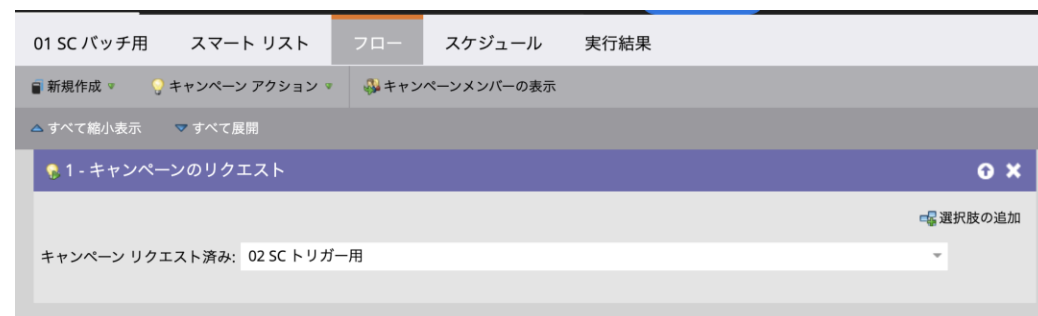 01 SC バッチ用 スマート リスト フロー スケジュール 実行結果
新規作成 キャンペーン アクション キャンペーンメンバーの表示
すべて縮小表示 すべて展開
1 - キャンペーンのリクエスト
選択肢の追加
キャンペーン リクエスト済み: 02 SC トリガー用